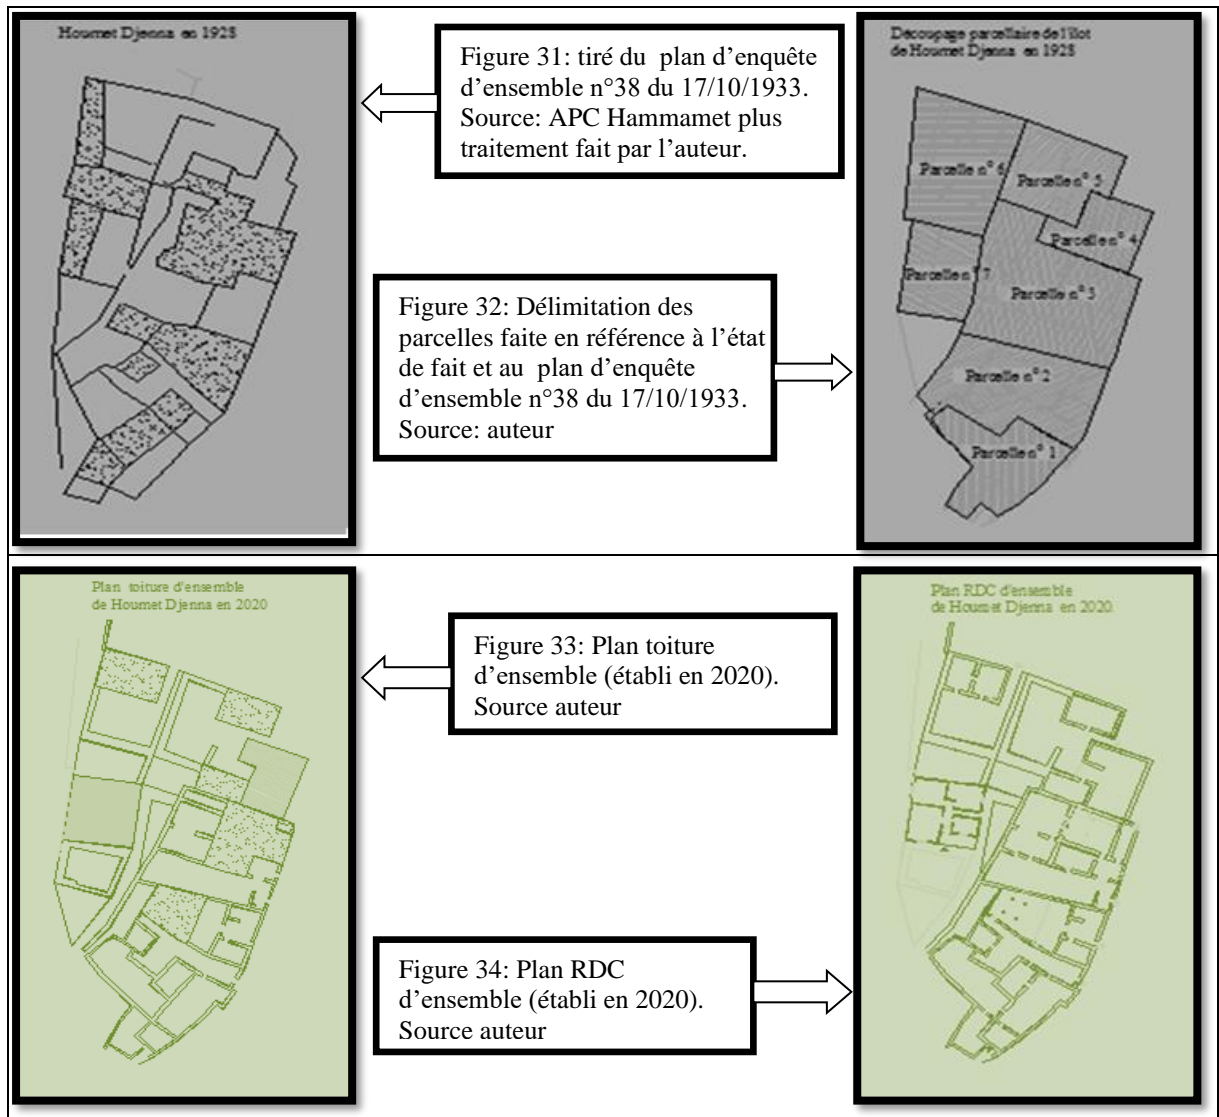 Houmet Djenna en 1928
Figure 31: tiré du plan d’enquête
d’ensemble n°38 du 17/10/1933.
Source: APC Hammamet plus
traitement fait par l’auteur.
Découpage parcellaire de l'îlot
de Houmet Djenna en 1928
Parcelle n° 6
Parcelle n° 5
Parcelle n° 4
Parcelle n° 7
Parcelle n° 3
Parcelle n° 2
Parcelle n° 1
Figure 32: Délimitation des
parcelles faite en référence à l’état
de fait et au plan d’enquête
d’ensemble n°38 du 17/10/1933.
Source: auteur
Plan toiture d'ensemble
de Houmet Djenna en 2020
Figure 33: Plan toiture
d’ensemble (établi en 2020).
Source auteur
Plan RDC d'ensemble
de Houmet Djenna en 2020.
Figure 34: Plan RDC
d’ensemble (établi en 2020).
Source auteur